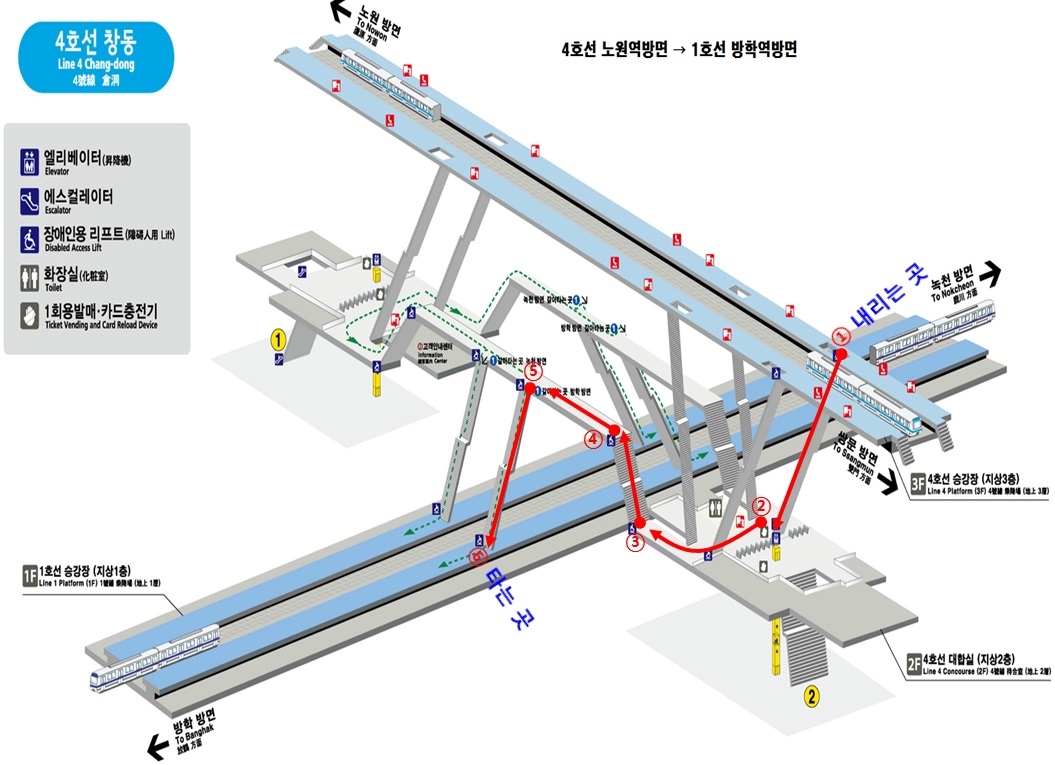 4호선 창동
Line 4 Chang-dong
4號線 倉洞
노원 방면
To Nowon
蘆原 方面
4호선 노원역방면 → 1호선 방학역방면
엘리베이터(昇降機)
Elevator
에스컬레이터
Escalator
장애인용 리프트(障碍人用 Lift)
Disabled Access Lift
화장실(化粧室)
Toilet
1회용발매·카드충전기
Ticket Vending and Card Reload Device
녹천 방면
To Nokcheon
鹿川 方面
① 내리는 곳
녹천 방면 갈아타는 곳 1
방학 방면 갈아타는 곳 1
고객안내센터
Information
Center
1 갈아타는 곳 녹천 방면
1 갈아타는 곳 방학 방면
⑤
④
②
③
⑥ 타는 곳
쌍문 방면
To Ssangmun
雙門 方面
3F 4호선 승강장 (지상3층)
Line 4 Platform (3F) 4號線 乘降場 (地上 3層)
1
1F 1호선 승강장 (지상1층)
Line 1 Platform (1F) 1號線 乘降場 (地上 1層)
2F 4호선 대합실 (지상2층)
Line 4 Concourse (2F) 4號線 待合室 (地上 2層)
2
방학 방면
To Banghak
放鶴 方面